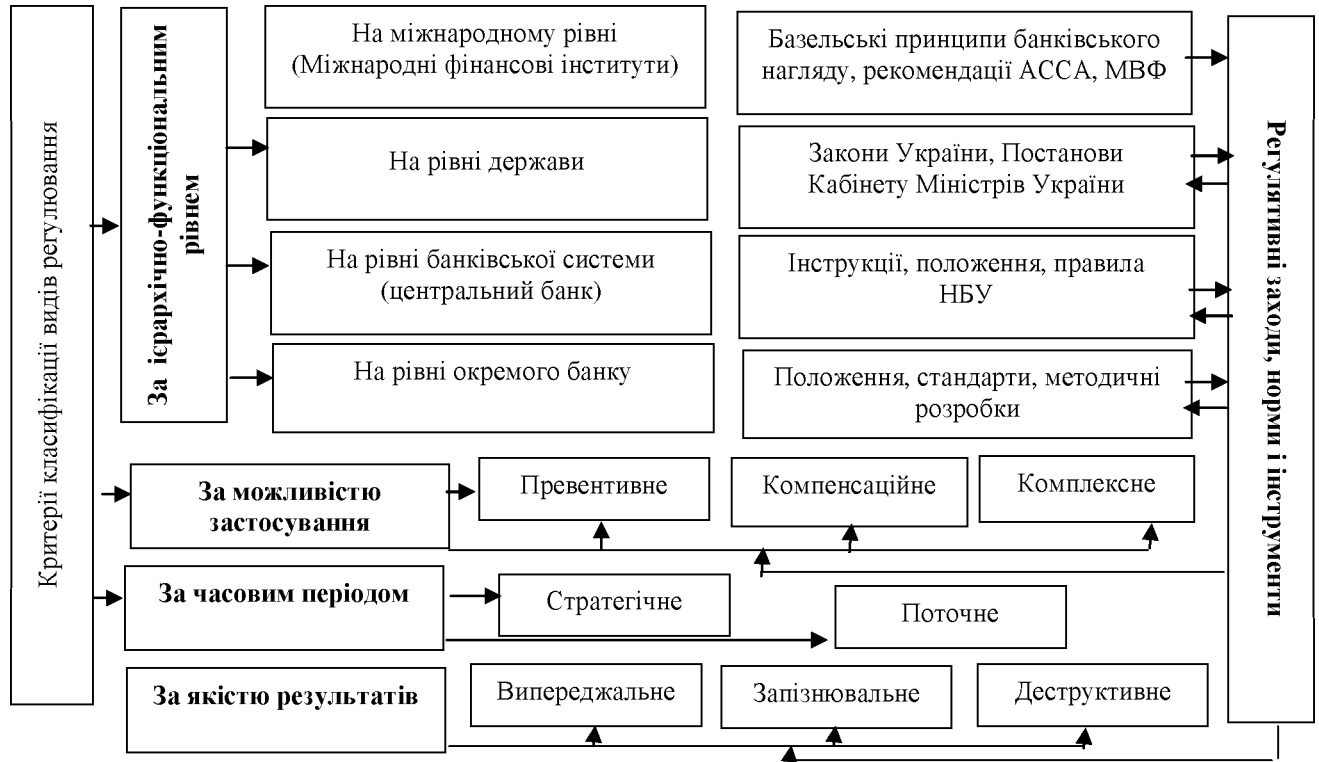 Критерії класифікації видів регулювання
За ієрархічно-функціональним
рівнем
На міжнародному рівні
(Міжнародні фінансові інститути)
На рівні держави
На рівні банківської системи
(центральний банк)
На рівні окремого банку
Базельські принципи банківського
нагляду, рекомендації АССА, МВФ
Закони України, Постанови
Кабінету Міністрів України
Інструкції, положення, правила
НБУ
Положення, стандарти, методичні
розробки
Регулятивні заходи, норми і інструменти
За можливістю
застосування
Превентивне
Компенсаційне
Комплексне
За часовим періодом
Стратегічне
Поточне
За якістю результатів
Випереджальне
Запізнювальне
Деструктивне